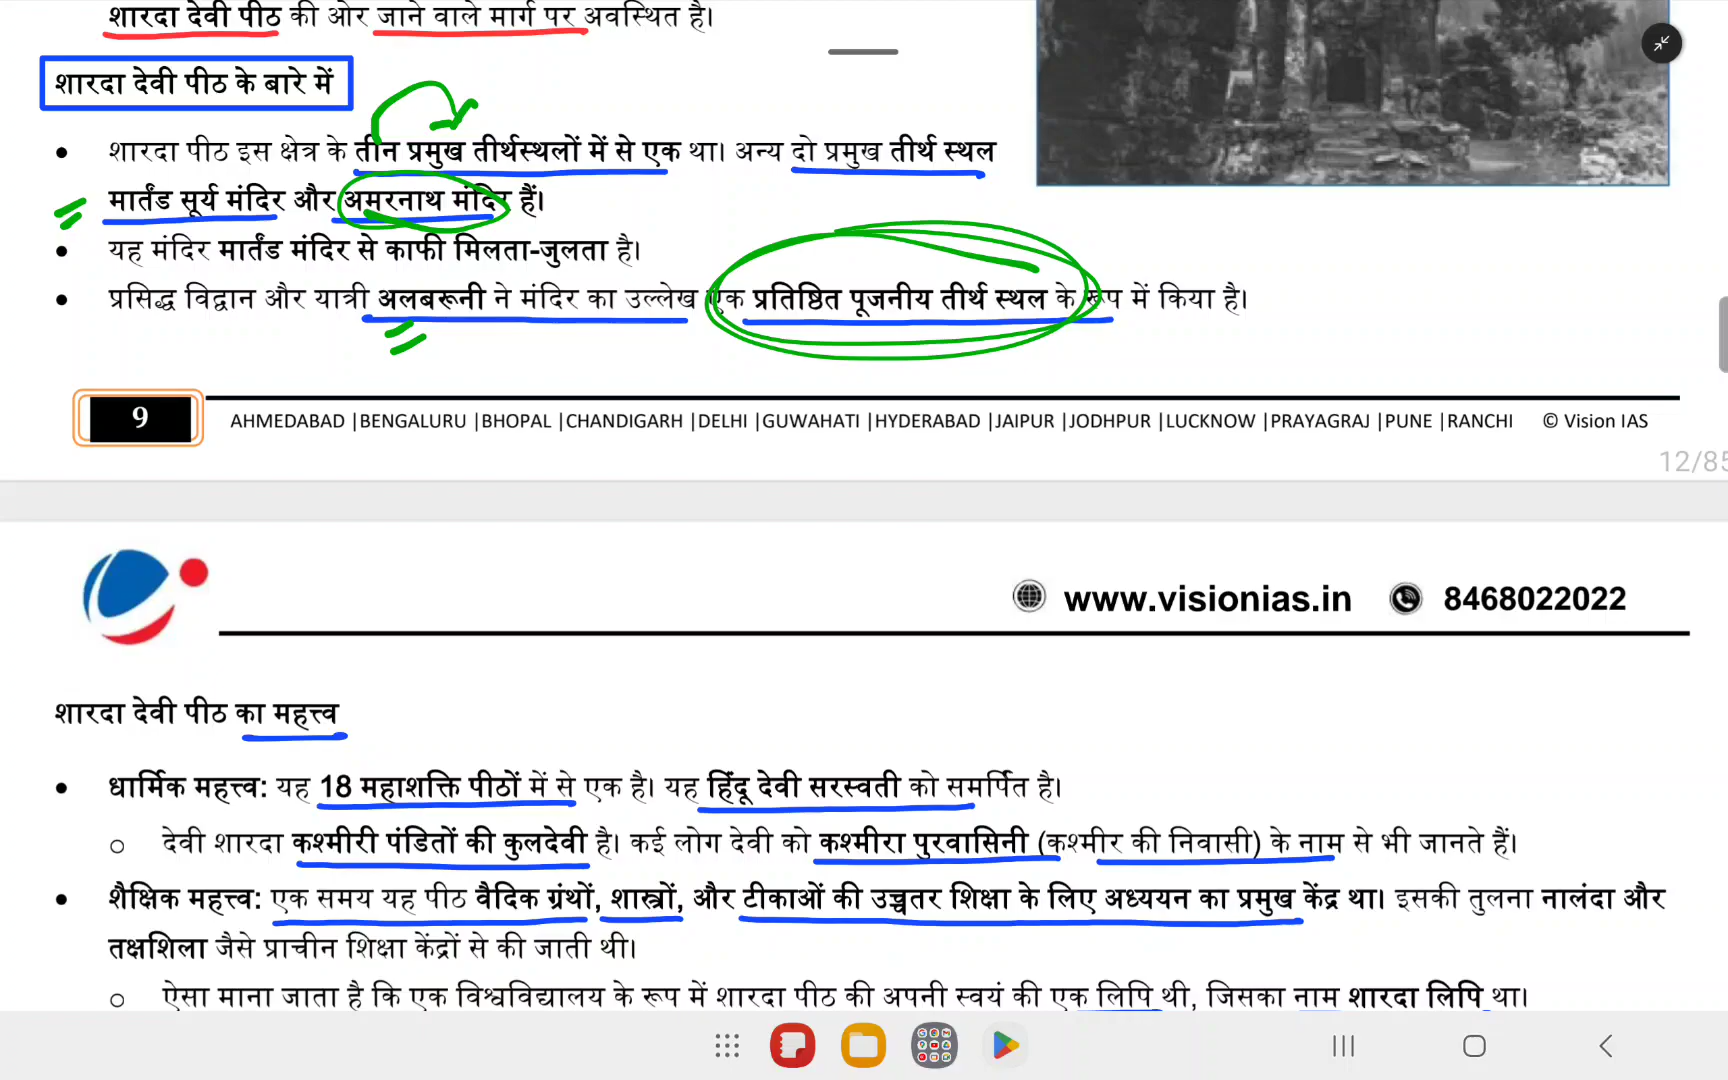 शारदा देवी पीठ की ओर जाने वाले मार्ग पर अवस्थित है।
शारदा देवी पीठ के बारे में
• शारदा पीठ इस क्षेत्र के तीन प्रमुख तीर्थस्थलों में से एक था। अन्य दो प्रमुख तीर्थ स्थल
मार्तंड सूर्य मंदिर और अमरनाथ मंदिर हैं।
• यह मंदिर मार्तंड मंदिर से काफी मिलता-जुलता है।
• प्रसिद्ध विद्वान और यात्री अलबरूनी ने मंदिर का उल्लेख एक प्रतिष्ठित पूजनीय तीर्थ स्थल के रूप में किया है।
9 AHMEDABAD |BENGALURU |BHOPAL |CHANDIGARH |DELHI |GUWAHATI |HYDERABAD |JAIPUR |JODHPUR |LUCKNOW |PRAYAGRAJ |PUNE |RANCHI © Vision IAS
12/85
www.visionias.in 8468022022
शारदा देवी पीठ का महत्त्व
• धार्मिक महत्त्व: यह 18 महाशक्ति पीठों में से एक है। यह हिंदू देवी सरस्वती को समर्पित है।
o देवी शारदा कश्मीरी पंडितों की कुलदेवी है। कई लोग देवी को कश्मीरा पुरवासिनी (कश्मीर की निवासी) के नाम से भी जानते हैं।
• शैक्षिक महत्त्व: एक समय यह पीठ वैदिक ग्रंथों, शास्त्रों, और टीकाओं की उच्चतर शिक्षा के लिए अध्ययन का प्रमुख केंद्र था। इसकी तुलना नालंदा और
तक्षशिला जैसे प्राचीन शिक्षा केंद्रों से की जाती थी।
o ऐसा माना जाता है कि एक विश्वविद्यालय के रूप में शारदा पीठ की अपनी स्वयं की एक लिपि थी, जिसका नाम शारदा लिपि था।